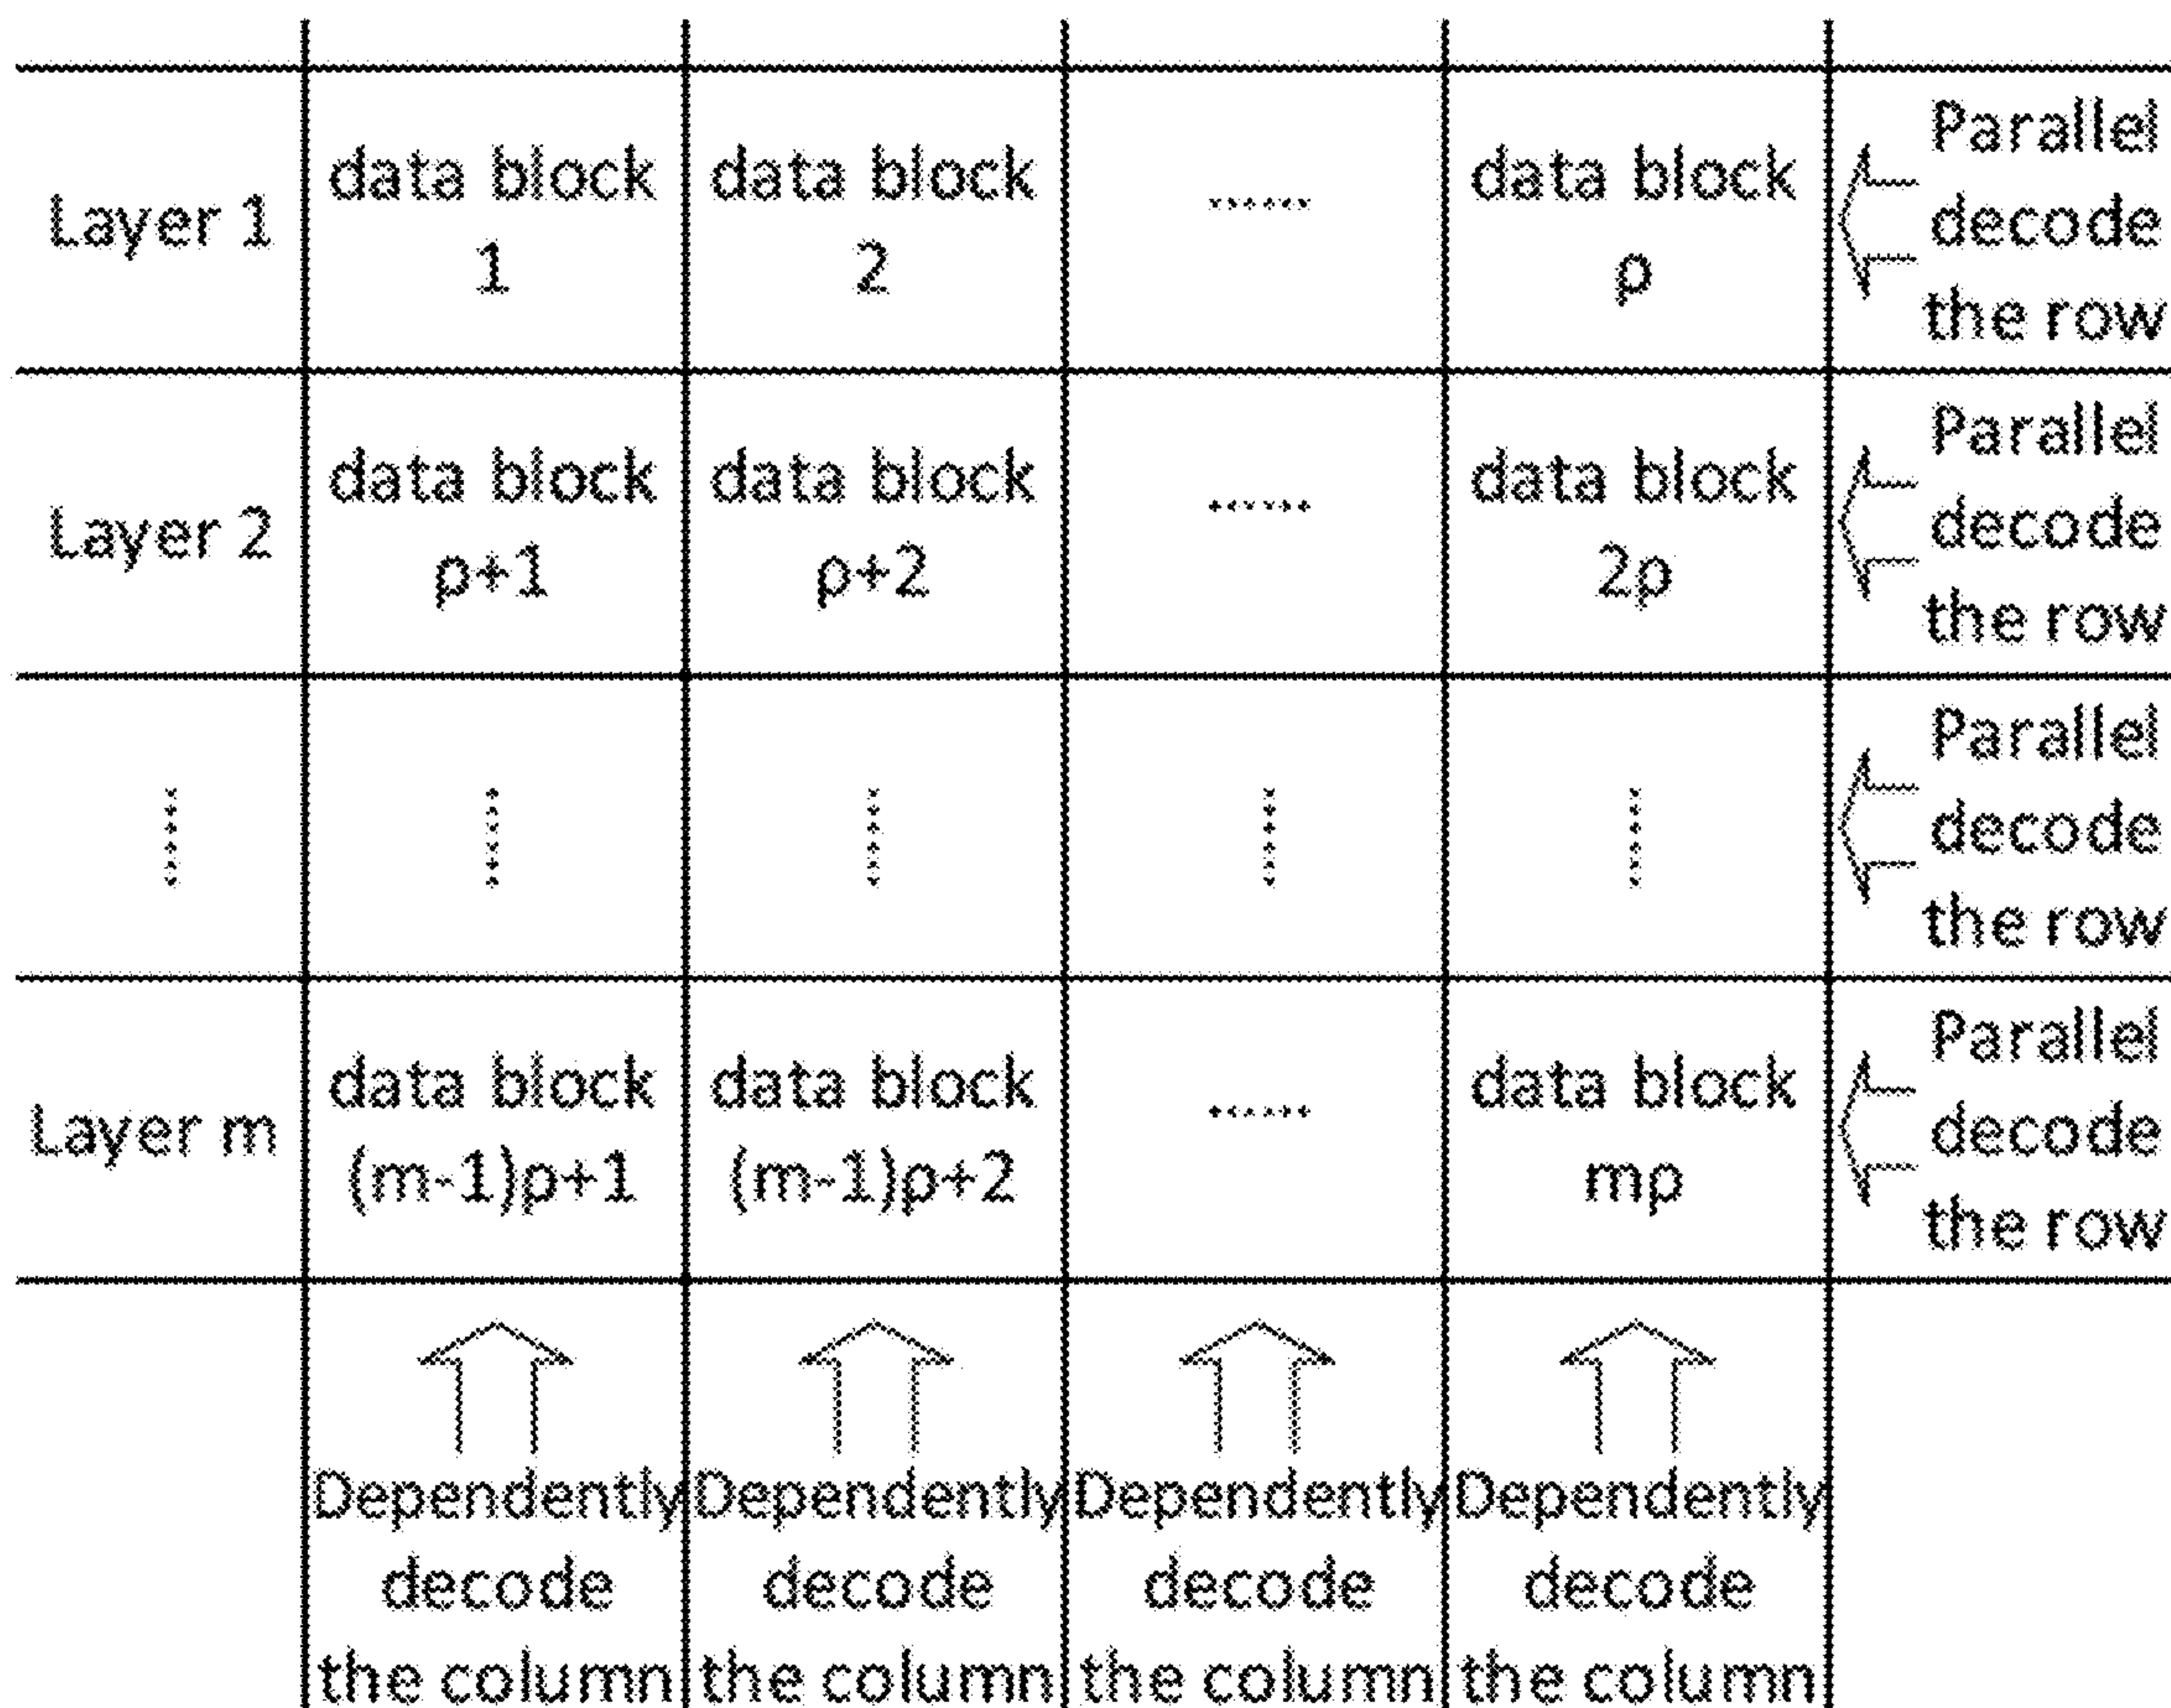 Layer 1
data block
1
data block
2
......
data block
p
Parallel
decode
the row
Layer 2
data block
p+1
data block
p+2
......
data block
2p
Parallel
decode
the row
......
......
......
......
......
Parallel
decode
the row
Layer m
data block
(m-1)p+1
data block
(m-1)p+2
......
data block
mp
Parallel
decode
the row
Dependently
decode
the column
Dependently
decode
the column
Dependently
decode
the column
Dependently
decode
the column